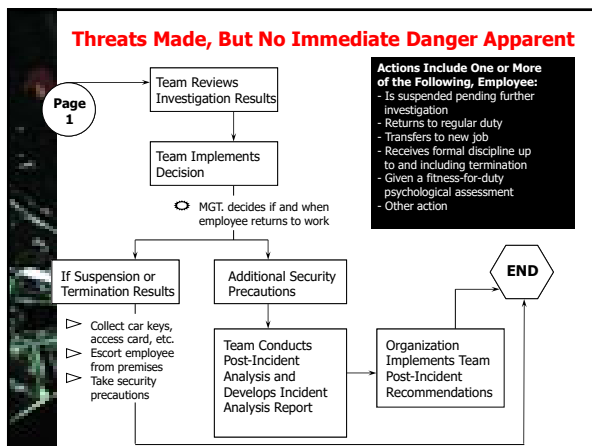 Threats Made, But No Immediate Danger Apparent
Page
1
Team Reviews
Investigation Results
Actions Include One or More
of the Following, Employee:
- Is suspended pending further
investigation
- Returns to regular duty
- Transfers to new job
- Receives formal discipline up
to and including termination
- Given a fitness-for-duty
psychological assessment
- Other action
Team Implements
Decision
MGT. decides if and when
employee returns to work
If Suspension or
Termination Results
Additional Security
Precautions
END
Collect car keys,
access card, etc.
Escort employee
from premises
Take security
precautions
Team Conducts
Post-Incident
Analysis and
Develops Incident
Analysis Report
Organization
Implements Team
Post-Incident
Recommendations